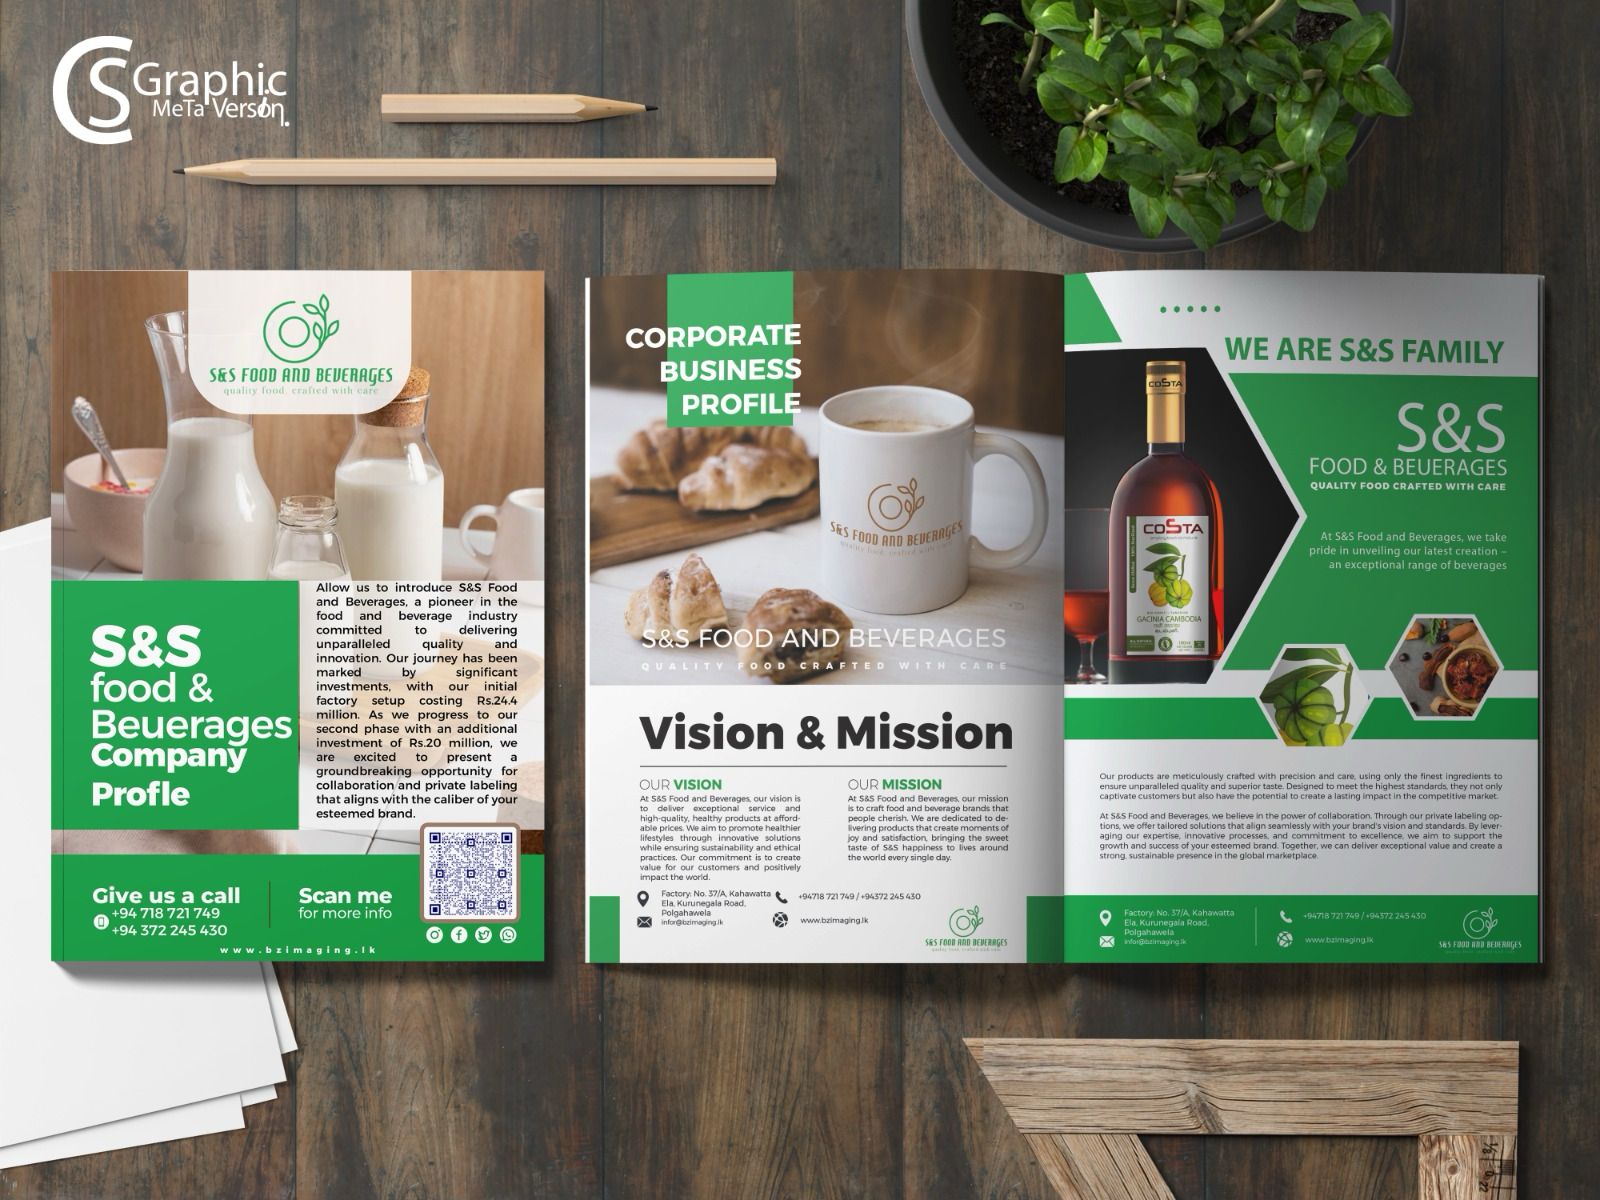 CS Graphic
MeTa Version.
S&S FOOD AND BEVERAGES
quality food, crafted with care
S&S
food &
Beuerages
Company
Profle
Allow us to introduce S&S Food
and Beverages, a pioneer in the
food and beverage industry
committed to delivering
unparalleled quality and
innovation. Our journey has been
marked by significant
investments, with our initial
factory setup costing Rs.24.4
million. As we progress to our
second phase with an additional
investment of Rs.20 million, we
are excited to present a
groundbreaking opportunity for
collaboration and private labeling
that aligns with the caliber of your
esteemed brand.
Give us a call
+94 718 721 749
+94 372 245 430
Scan me
for more info
www.bzimaging.lk
CORPORATE
BUSINESS
PROFILE
S&S FOOD AND BEVERAGES
quality food, crafted with care
S&S FOOD AND BEVERAGES
QUALITY FOOD CRAFTED WITH CARE
Vision & Mission
OUR VISION
At S&S Food and Beverages, our vision is
to deliver exceptional service and
high-quality, healthy products at afford-
able prices. We aim to promote healthier
lifestyles through innovative solutions
while ensuring sustainability and ethical
practices. Our commitment is to create
value for our customers and positively
impact the world.
OUR MISSION
At S&S Food and Beverages, our mission
is to craft food and beverage brands that
people cherish. We are dedicated to de-
livering products that create moments of
joy and satisfaction, bringing the sweet
taste of S&S happiness to lives around
the world every single day.
Factory: No. 37/A, Kahawatta
Ela, Kurunegala Road,
Polgahawela
infor@bzimaging.lk
+94718 721 749 / +94372 245 430
www.bzimaging.lk
S&S FOOD AND BEVERAGES
quality food, crafted with care
WE ARE S&S FAMILY
S&S
FOOD & BEUERAGES
QUALITY FOOD CRAFTED WITH CARE
At S&S Food and Beverages, we take
pride in unveiling our latest creation –
an exceptional range of beverages
COSTA
COSTA
GACINIA CAMBODIA
Our products are meticulously crafted with precision and care, using only the finest ingredients to
ensure unparalleled quality and superior taste. Designed to meet the highest standards, they not only
captivate customers but also have the potential to create a lasting impact in the competitive market.
At S&S Food and Beverages, we believe in the power of collaboration. Through our private labeling op-
tions, we offer tailored solutions that align seamlessly with your brand's vision and standards. By lever-
aging our expertise, innovative processes, and commitment to excellence, we aim to support the
growth and success of your esteemed brand. Together, we can deliver exceptional value and create a
strong, sustainable presence in the global marketplace.
Factory: No. 37/A, Kahawatta
Ela, Kurunegala Road,
Polgahawela
infor@bzimaging.lk
+94718 721 749 / +94372 245 430
www.bzimaging.lk
S&S FOOD AND BEVERAGES
quality food, crafted with care